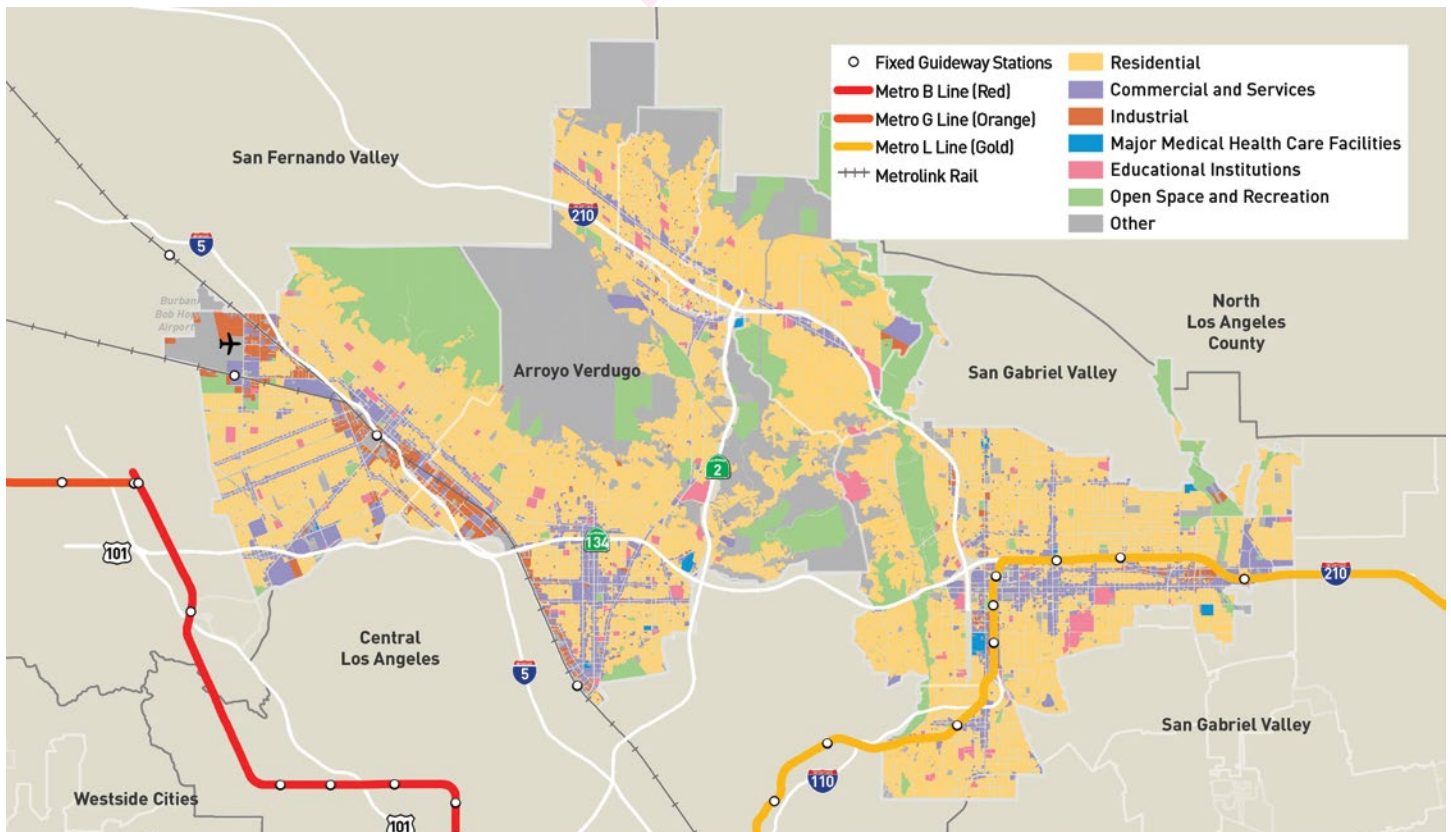 Fixed Guideway Stations
Metro B Line (Red)
Metro G Line (Orange)
Metro L Line (Gold)
Metrolink Rail
Residential
Commercial and Services
Industrial
Major Medical Health Care Facilities
Educational Institutions
Open Space and Recreation
Other
San Fernando Valley
210
5
Burbank
Bob Hope
Airport
North
Los Angeles
County
Arroyo Verdugo
San Gabriel Valley
2
101
134
210
Central
Los Angeles
5
San Gabriel Valley
110
Westside Cities
101